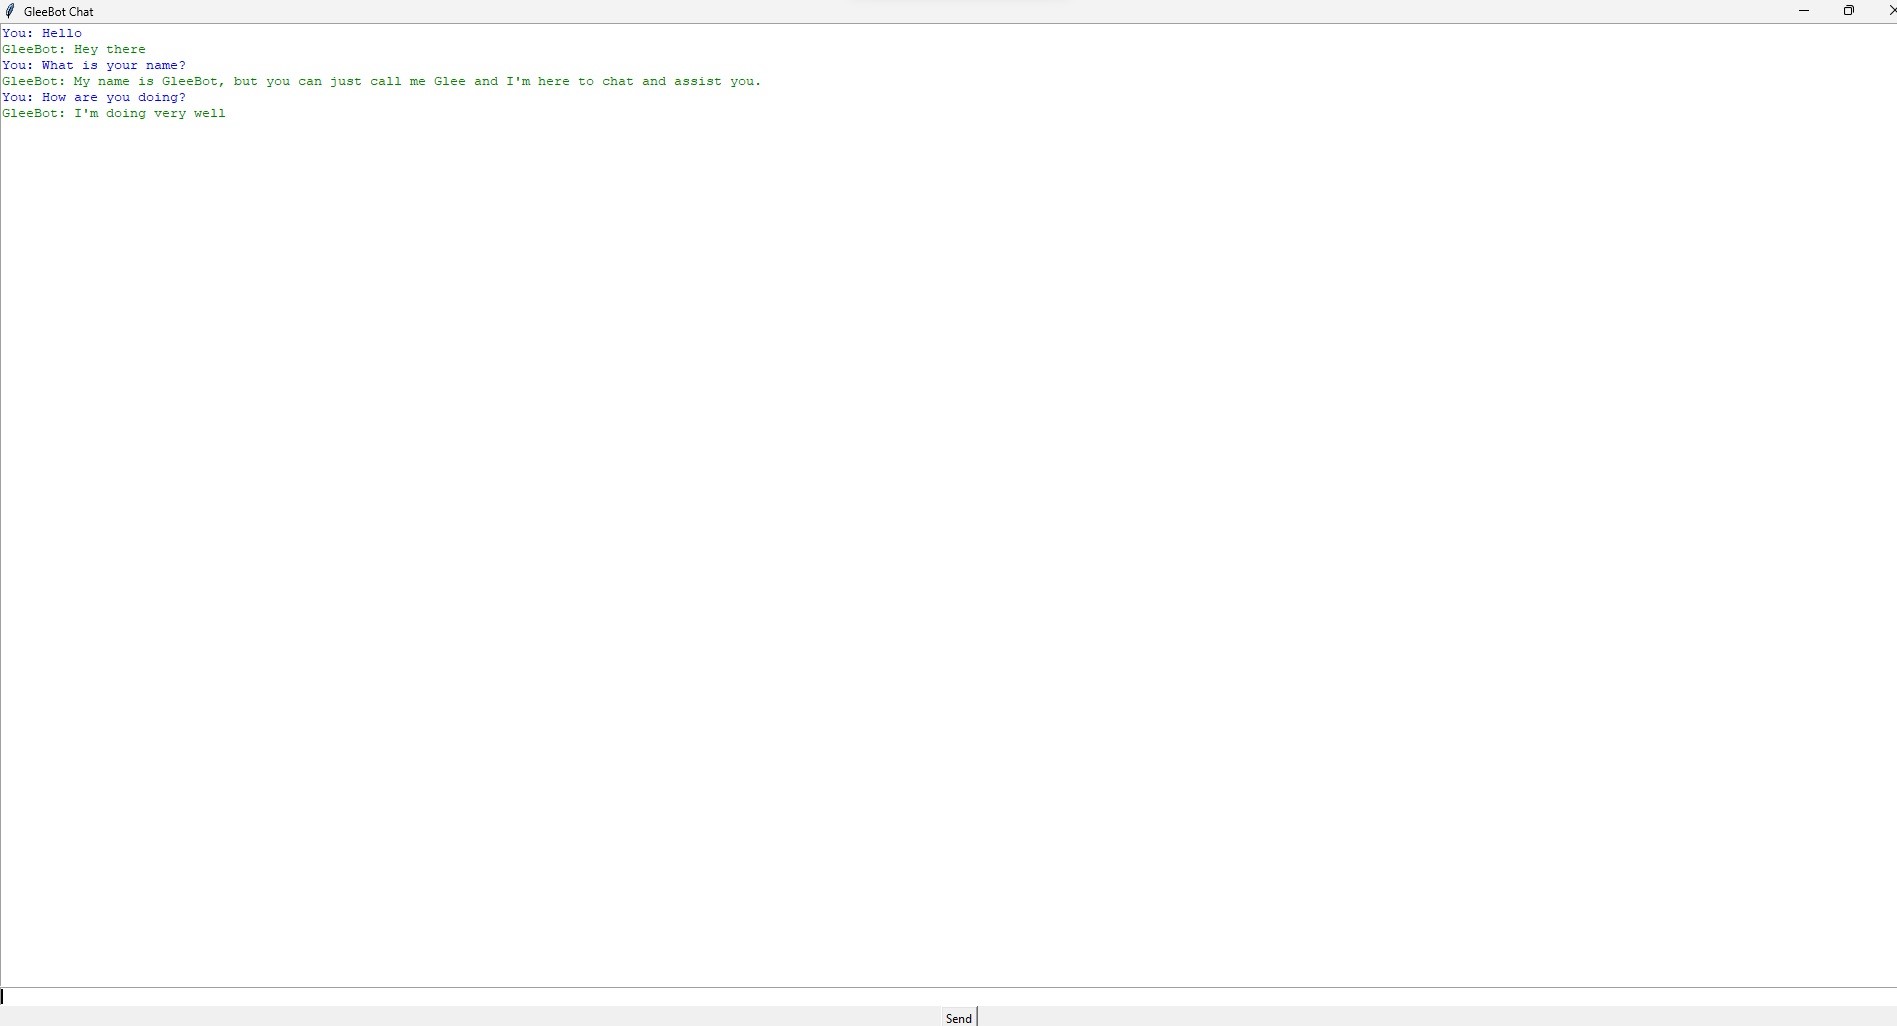 GleeBot Chat
You: Hello
GleeBot: Hey there
You: What is your name?
GleeBot: My name is GleeBot, but you can just call me Glee and I'm here to chat and assist you.
You: How are you doing?
GleeBot: I'm doing very well
Send